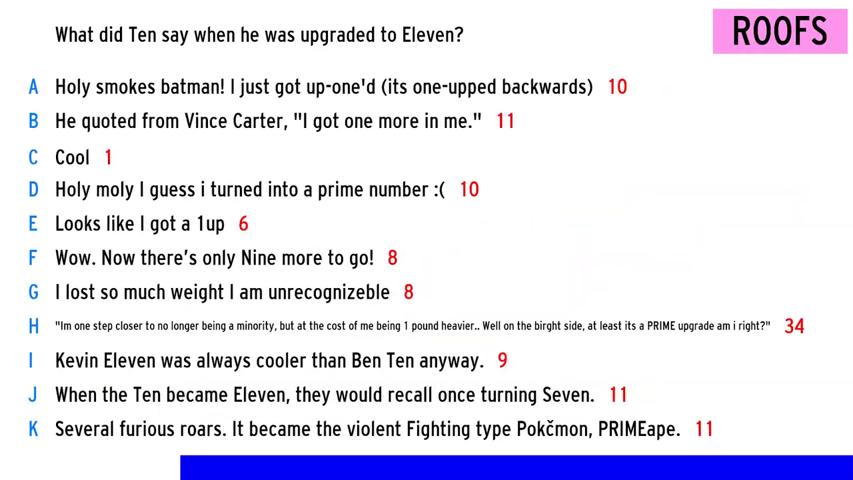 What did Ten say when he was upgraded to Eleven?
ROOFS
A Holy smokes batman! I just got up-one'd (its one-upped backwards) 10
B He quoted from Vince Carter, "I got one more in me." 11
C Cool 1
D Holy moly I guess i turned into a prime number :( 10
E Looks like I got a 1up 6
F Wow. Now there's only Nine more to go! 8
G I lost so much weight I am unrecognizeble 8
H "Im one step closer to no longer being a minority, but at the cost of me being 1 pound heavier.. Well on the birght side, at least its a PRIME upgrade am i right?" 34
I Kevin Eleven was always cooler than Ben Ten anyway. 9
J When the Ten became Eleven, they would recall once turning Seven. 11
K Several furious roars. It became the violent Fighting type Pokčmon, PRIMEape. 11